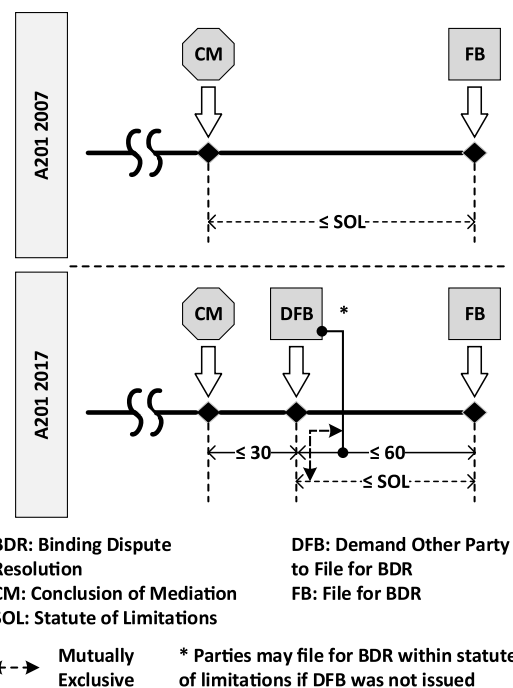 A201 2007
CM
FB
≤ SOL
A201 2017
CM
DFB
*
FB
≤ 30
≤ 60
≤ SOL
BDR: Binding Dispute
Resolution
CM: Conclusion of Mediation
SOL: Statute of Limitations
DFB: Demand Other Party
to File for BDR
FB: File for BDR
Mutually
Exclusive
* Parties may file for BDR within statute
of limitations if DFB was not issued